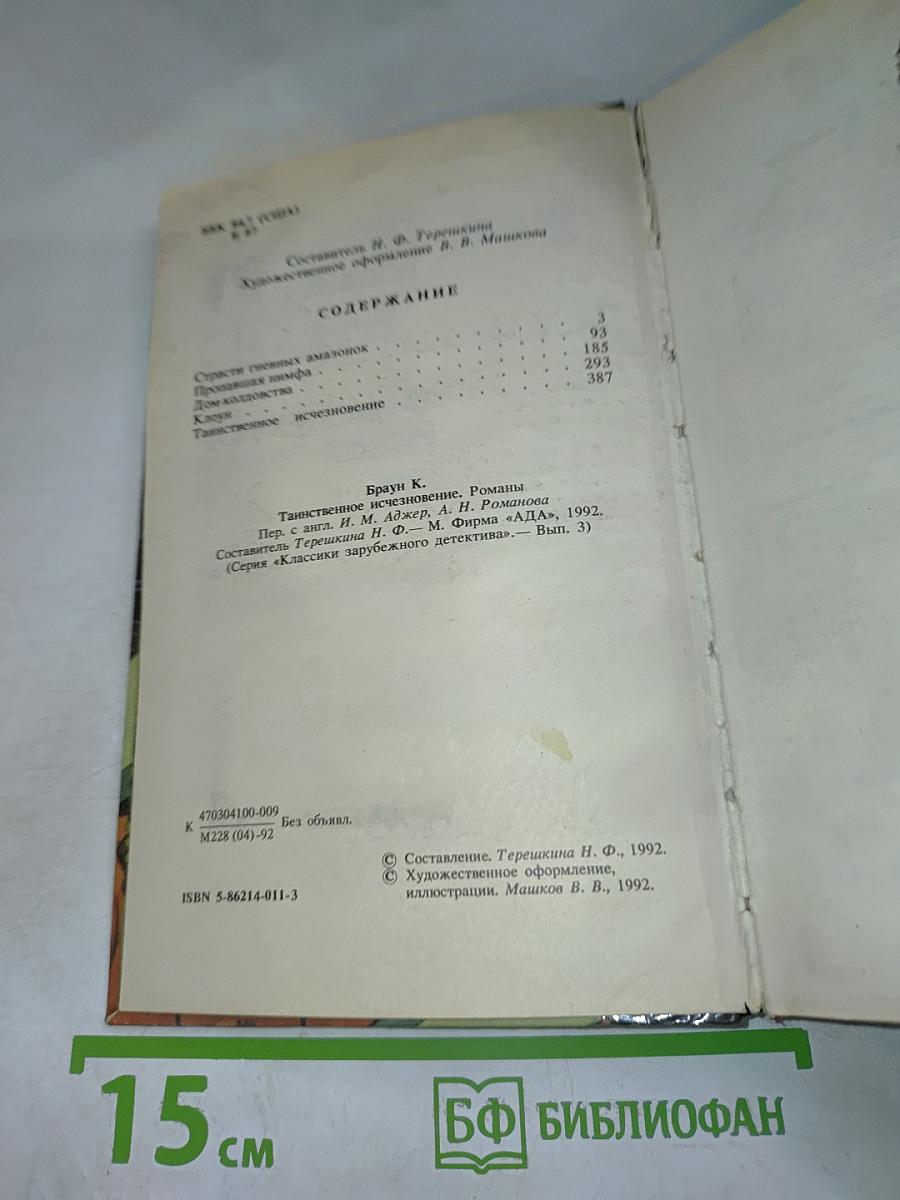 ББК 84.7 (США)
Составитель Н. Ф. Терешкина
Художественное оформление В. В. Машкова
СОДЕРЖАНИЕ
Страсти гневных амазонок . . . . . . . . . . 3
Пропавшая нимфа . . . . . . . . . . . . 93
Дом колдовства . . . . . . . . . . . . . 185
Клоун . . . . . . . . . . . . . . . . 293
Таинственное исчезновение . . . . . . . . . 387
Браун К.
Таинственное исчезновение. Романы
Пер. с англ. И. М. Аджер, А. Н. Романова
Составитель Терешкина Н. Ф.— М. Фирма «АДА», 1992.
(Серия «Классики зарубежного детектива».— Вып. 3)
К 470304100-009
М228 (04)-92 Без объявл.
© Составление. Терешкина Н. Ф., 1992.
© Художественное оформление,
иллюстрации. Машков В. В., 1992.
ISBN 5-86214-011-3
15 см
БФ БИБЛИОФАН